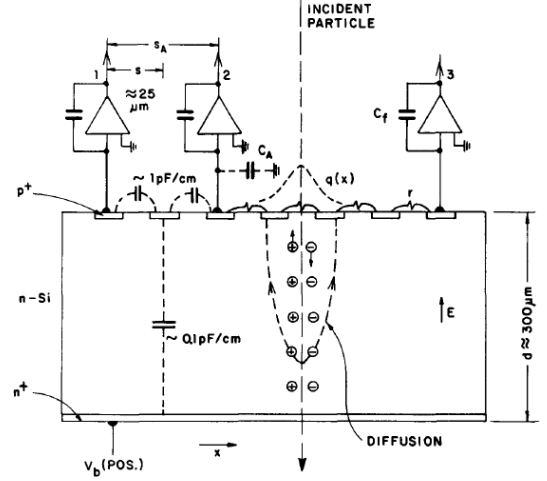 INCIDENT
PARTICLE
s_A
1
s
2
3
≈25
μm
C_f
C_A
~1pF/cm
q(x)
p+
r
n-Si
E
d≈300μm
~0.1pF/cm
n+
DIFFUSION
x
V_b(POS.)